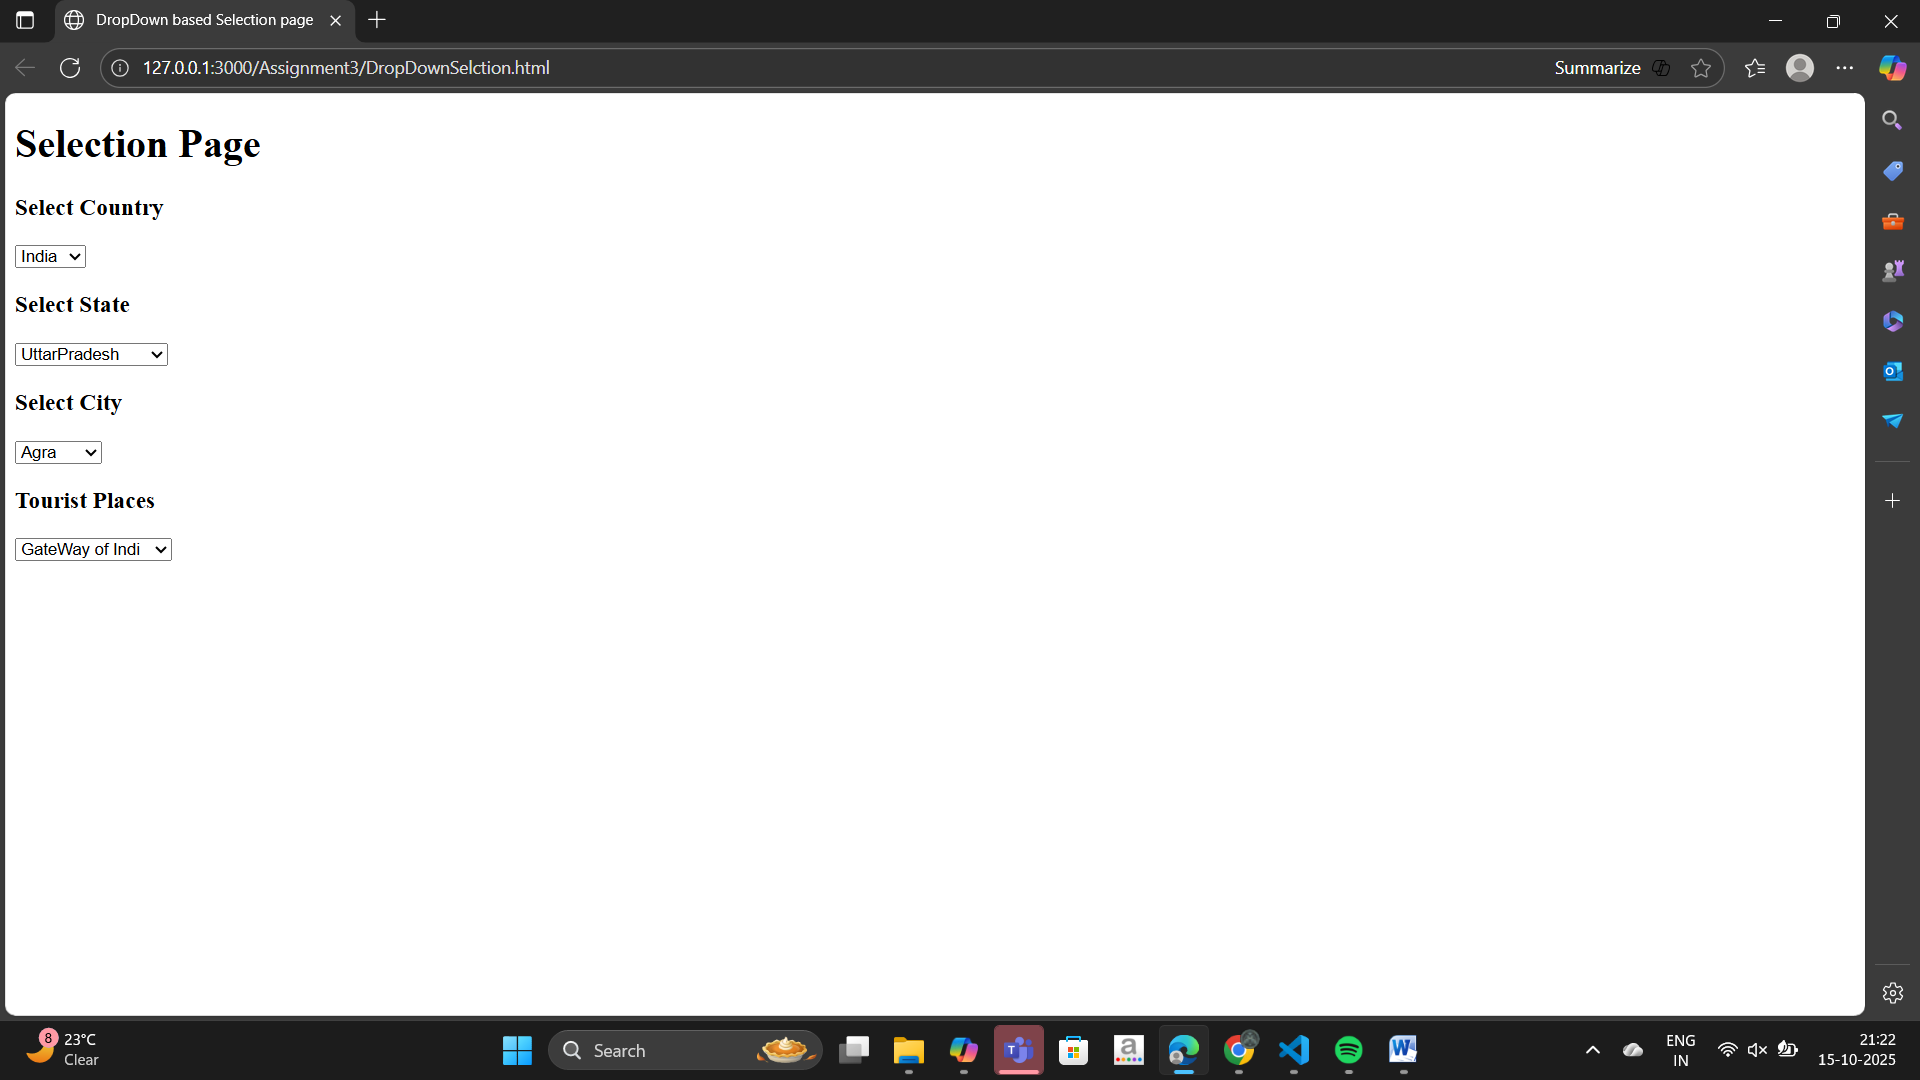 DropDown based Selection page
127.0.0.1:3000/Assignment3/DropDownSelction.html
Summarize
Selection Page
Select Country
India
Select State
UttarPradesh
Select City
Agra
Tourist Places
GateWay of Indi
8
23°C
Clear
Search
ENG
IN
21:22
15-10-2025